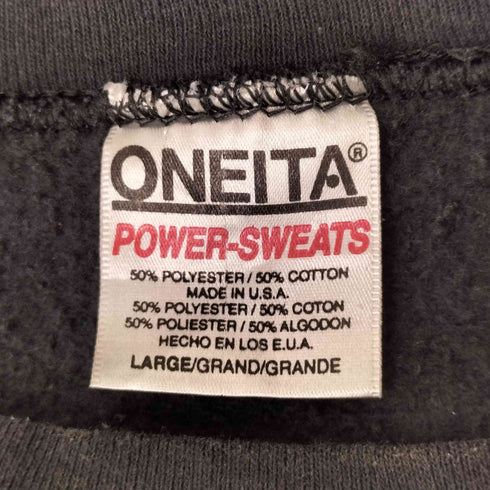 ONEITA®
POWER-SWEATS
50% POLYESTER / 50% COTTON
MADE IN U.S.A.
50% POLYESTER / 50% COTON
50% POLIESTER / 50% ALGODON
HECHO EN LOS E.U.A.
LARGE/GRAND/GRANDE